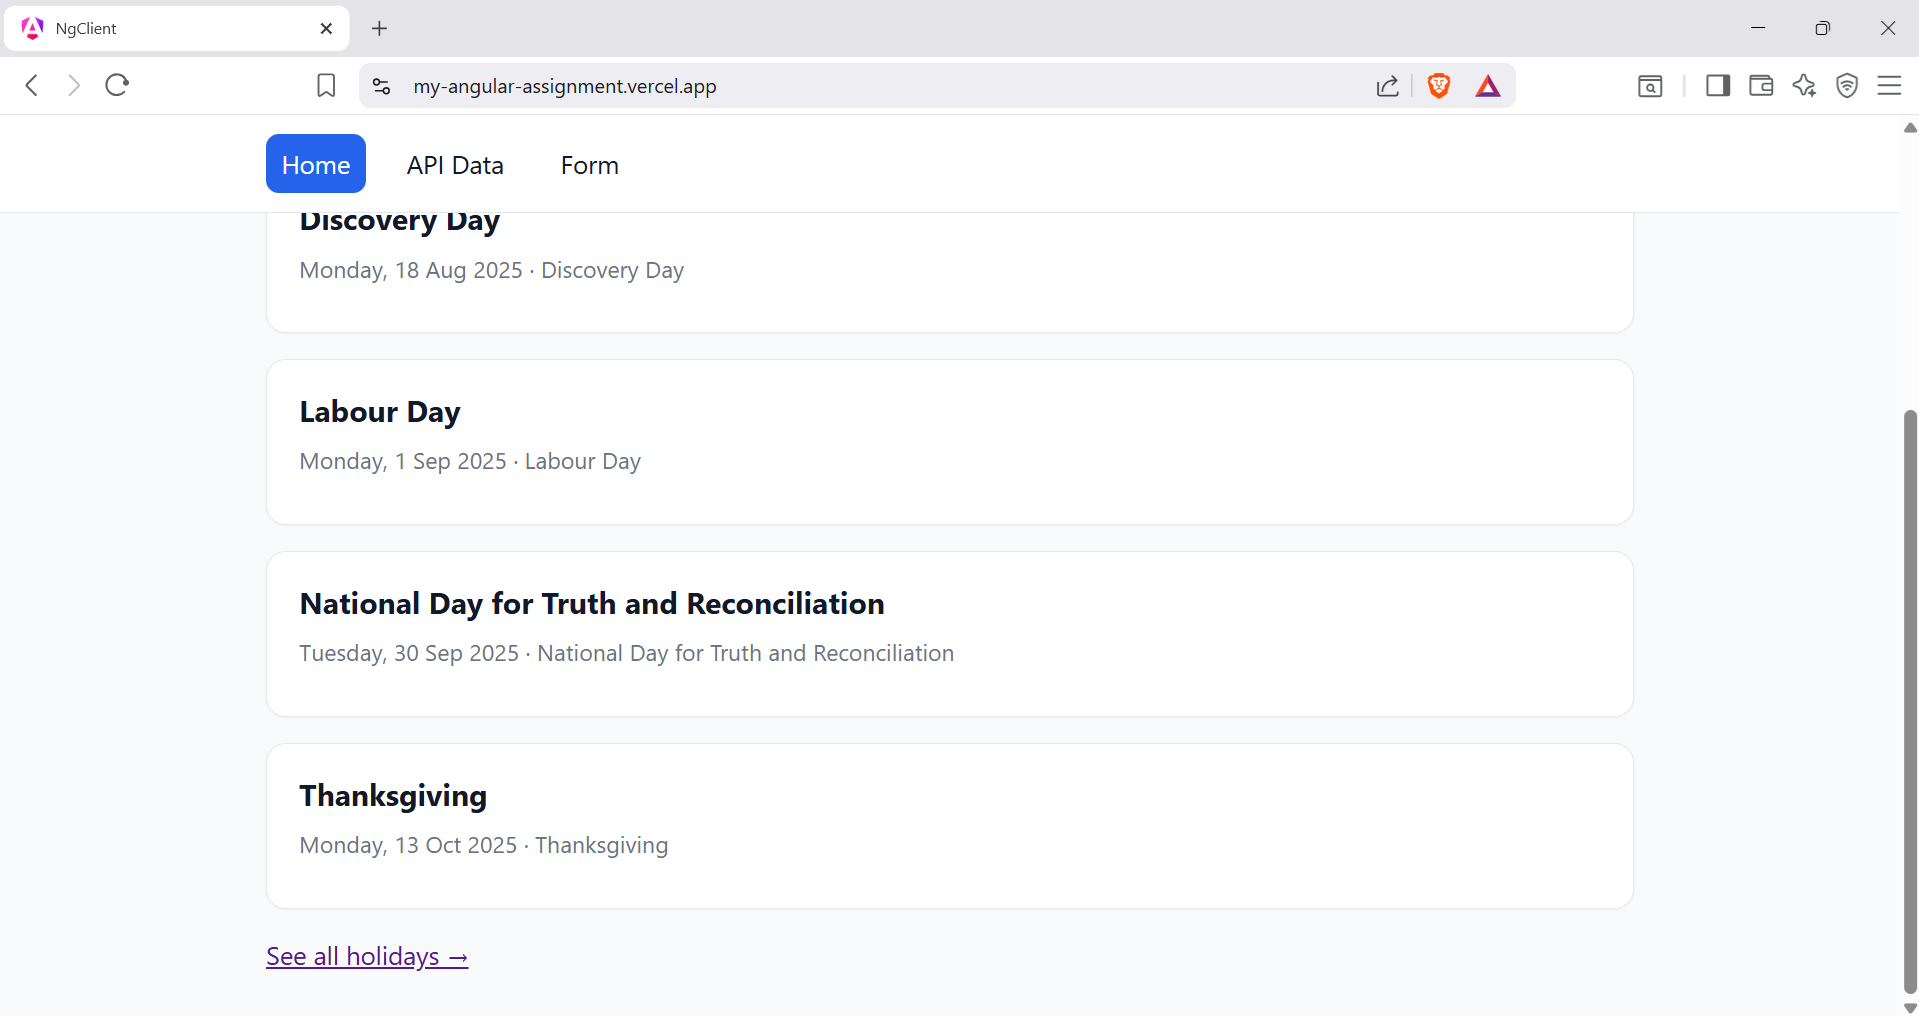 NgClient
my-angular-assignment.vercel.app
Home API Data Form
Discovery Day
Monday, 18 Aug 2025 · Discovery Day
Labour Day
Monday, 1 Sep 2025 · Labour Day
National Day for Truth and Reconciliation
Tuesday, 30 Sep 2025 · National Day for Truth and Reconciliation
Thanksgiving
Monday, 13 Oct 2025 · Thanksgiving
See all holidays →